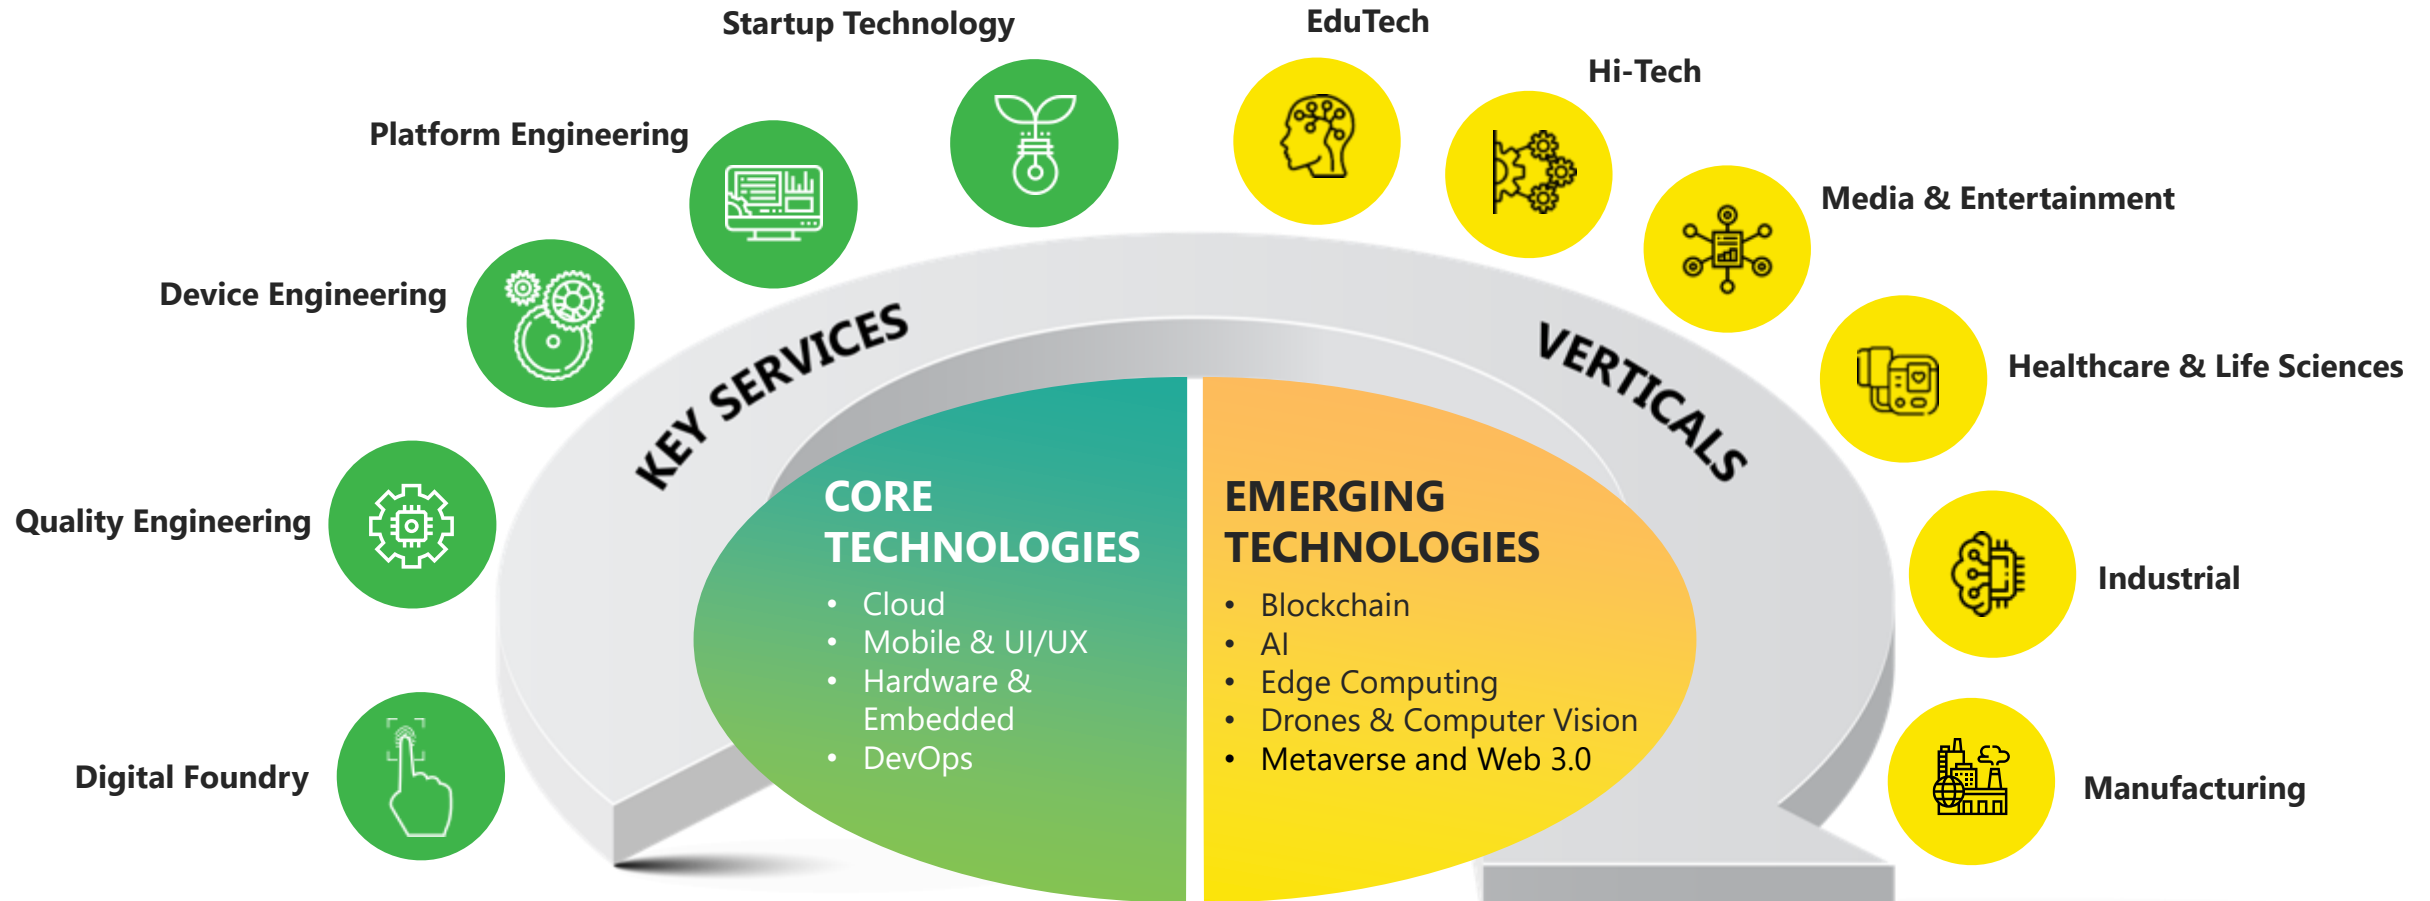 Startup Technology
EduTech
Hi-Tech
Platform Engineering
Media & Entertainment
Device Engineering
Healthcare & Life Sciences
KEY SERVICES
VERTICALS
Quality Engineering
Industrial
Digital Foundry
Manufacturing
CORE
TECHNOLOGIES
• Cloud
• Mobile & UI/UX
• Hardware &
Embedded
• DevOps
EMERGING
TECHNOLOGIES
• Blockchain
• AI
• Edge Computing
• Drones & Computer Vision
• Metaverse and Web 3.0